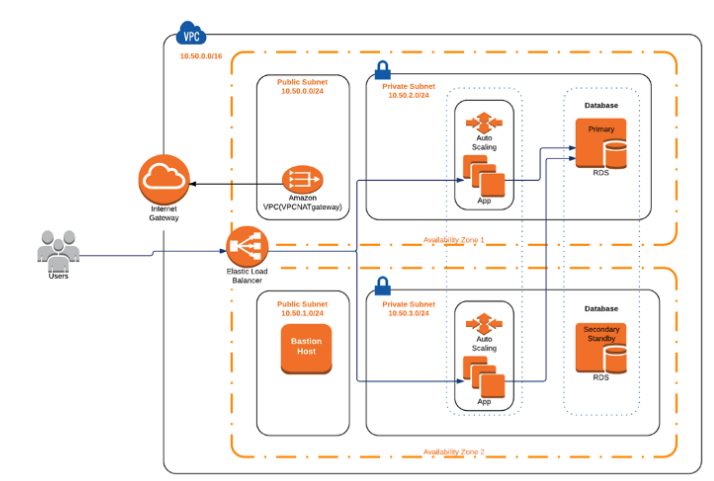 VPC
10.50.0.0/16
Public Subnet
10.50.0.0/24
Private Subnet
10.50.2.0/24
Auto
Scaling
App
Database
Primary
RDS
Amazon
VPC(VPCNATgateway)
Internet
Gateway
Availability Zone 1
Users
Elastic Load
Balancer
Public Subnet
10.50.1.0/24
Bastion
Host
Private Subnet
10.50.3.0/24
Auto
Scaling
App
Database
Secondary
Standby
RDS
Availability Zone 2